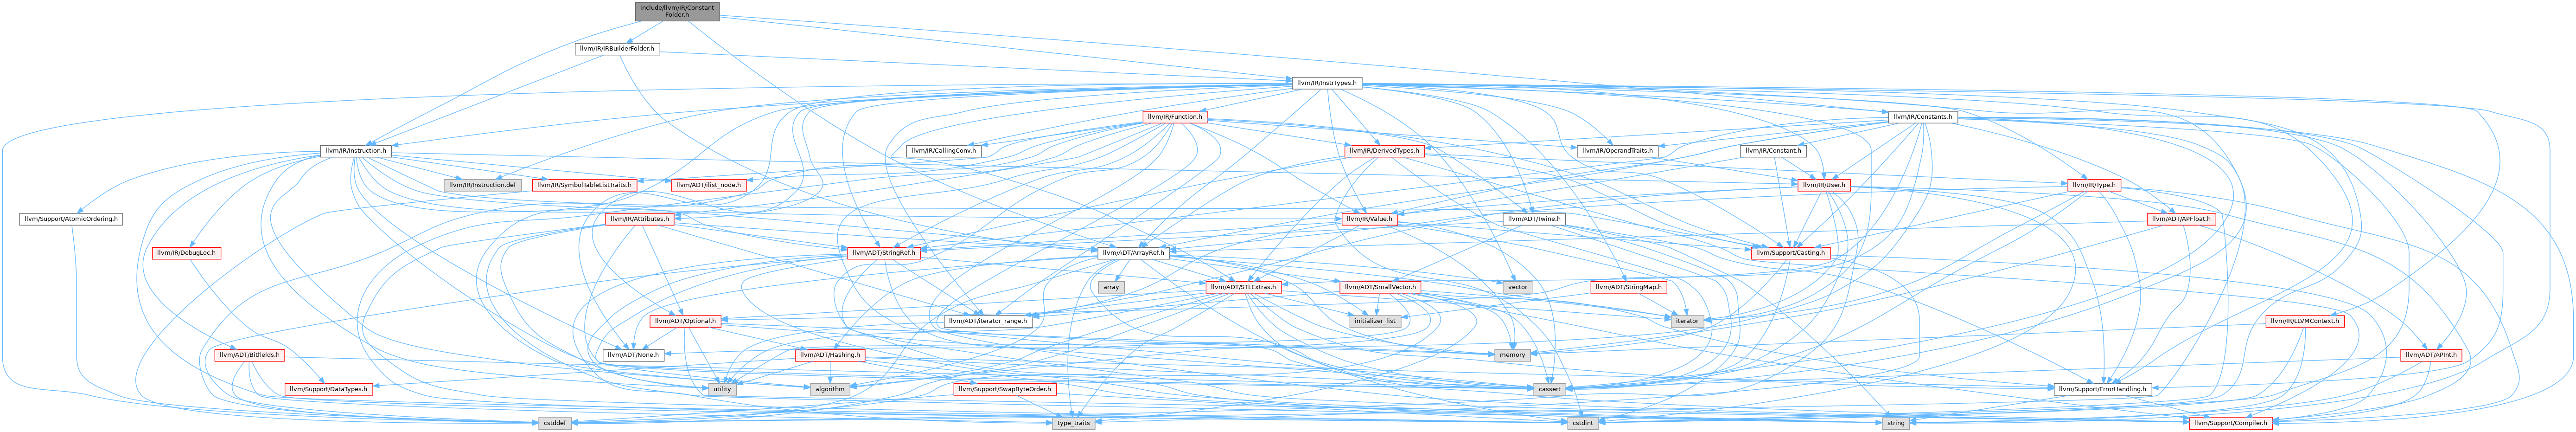 include/llvm/IR/Constant
Folder.h
llvm/IR/IRBuilderFolder.h
llvm/IR/InstrTypes.h
llvm/IR/Function.h
llvm/IR/Constants.h
llvm/IR/Instruction.h
llvm/IR/CallingConv.h
llvm/IR/DerivedTypes.h
llvm/IR/OperandTraits.h
llvm/IR/Constant.h
llvm/IR/Instruction.def
llvm/IR/SymbolTableListTraits.h
llvm/ADT/ilist_node.h
llvm/IR/User.h
llvm/IR/Type.h
llvm/Support/AtomicOrdering.h
llvm/IR/Attributes.h
llvm/IR/Value.h
llvm/ADT/Twine.h
llvm/ADT/APFloat.h
llvm/IR/DebugLoc.h
llvm/ADT/StringRef.h
llvm/ADT/ArrayRef.h
llvm/Support/Casting.h
array
llvm/ADT/STLExtras.h
llvm/ADT/SmallVector.h
vector
llvm/ADT/StringMap.h
llvm/ADT/Optional.h
llvm/ADT/iterator_range.h
initializer_list
iterator
llvm/IR/LLVMContext.h
llvm/ADT/Bitfields.h
llvm/ADT/None.h
llvm/ADT/Hashing.h
memory
llvm/ADT/APInt.h
llvm/Support/DataTypes.h
utility
algorithm
llvm/Support/SwapByteOrder.h
cassert
llvm/Support/ErrorHandling.h
cstddef
type_traits
cstdint
string
llvm/Support/Compiler.h